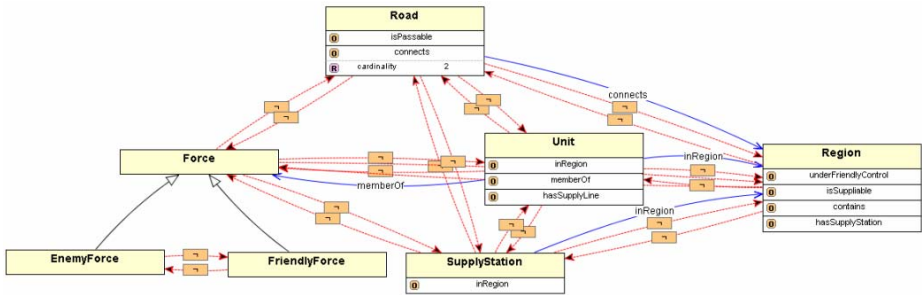 Road
O isPassable
O connects
R cardinality 2
¬ ¬
¬ ¬
connects
¬
¬
Force
¬ ¬ ¬
¬ ¬
memberOf
Unit
O inRegion
O memberOf
O hasSupplyLine
inRegion
¬
¬
Region
O underFriendlyControl
O isSuppliable
O contains
O hasSupplyStation
¬
¬
inRegion
¬
¬
¬
¬
EnemyForce
¬
¬
FriendlyForce
SupplyStation
O inRegion